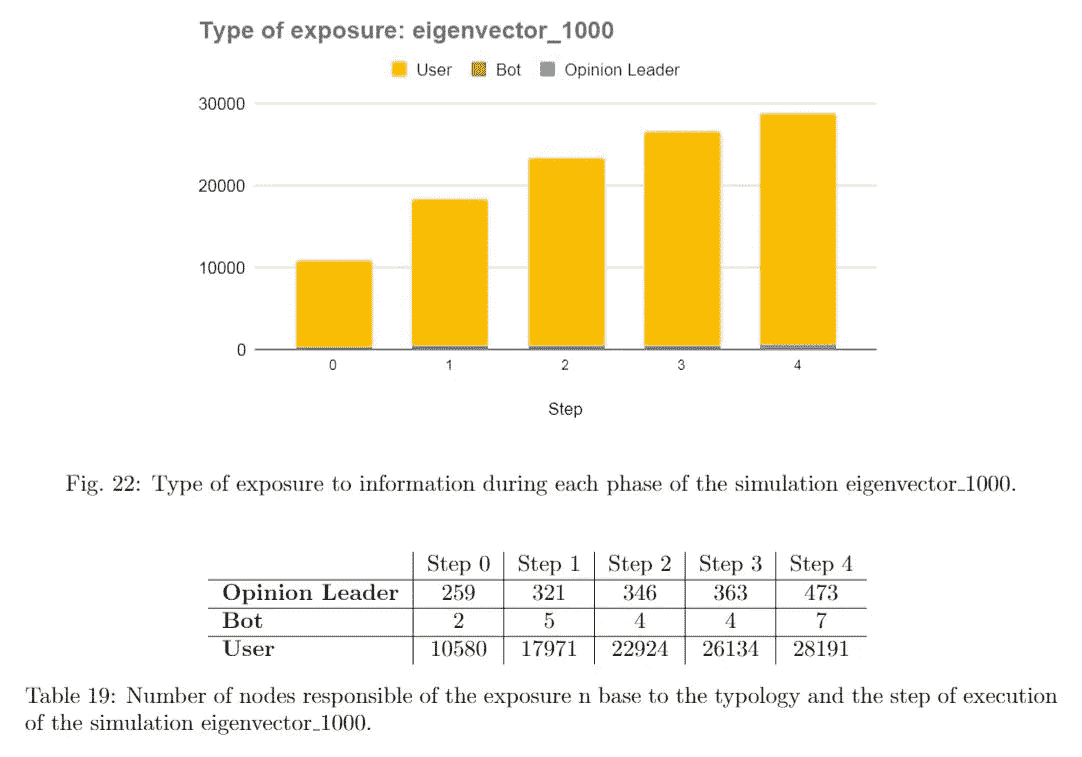 Type of exposure: eigenvector_1000
User Bot Opinion Leader
30000
20000
10000
0
0 1 2 3 4
Step
Fig. 22: Type of exposure to information during each phase of the simulation eigenvector_1000.
Step 0 Step 1 Step 2 Step 3 Step 4
Opinion Leader 259 321 346 363 473
Bot 2 5 4 4 7
User 10580 17971 22924 26134 28191
Table 19: Number of nodes responsible of the exposure n base to the typology and the step of execution
of the simulation eigenvector_1000.